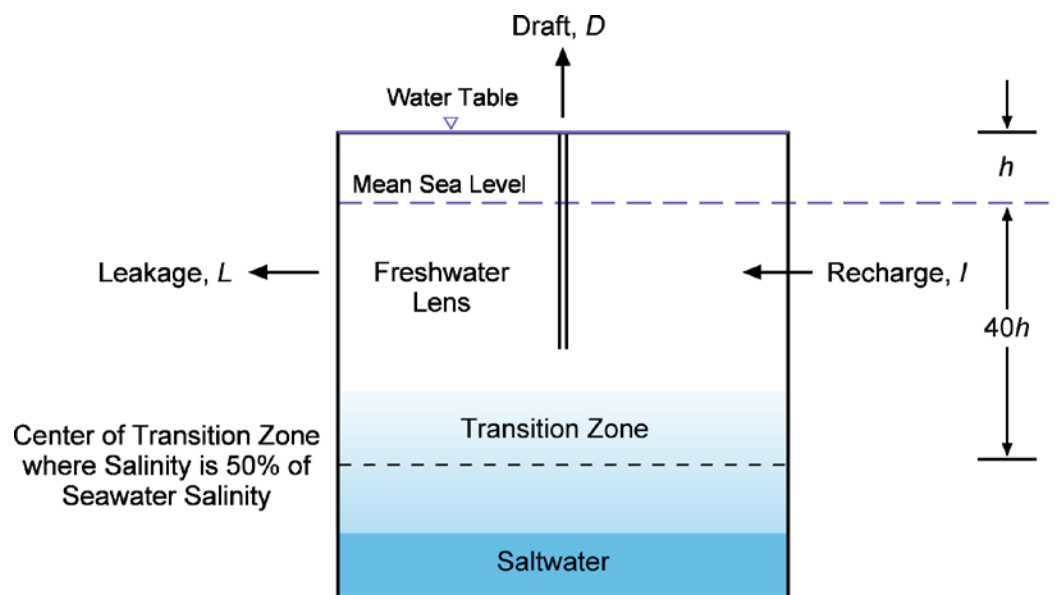 Draft, D
Water Table
h
Mean Sea Level
Leakage, L
Freshwater
Lens
Recharge, I
40h
Center of Transition Zone
where Salinity is 50% of
Seawater Salinity
Transition Zone
Saltwater